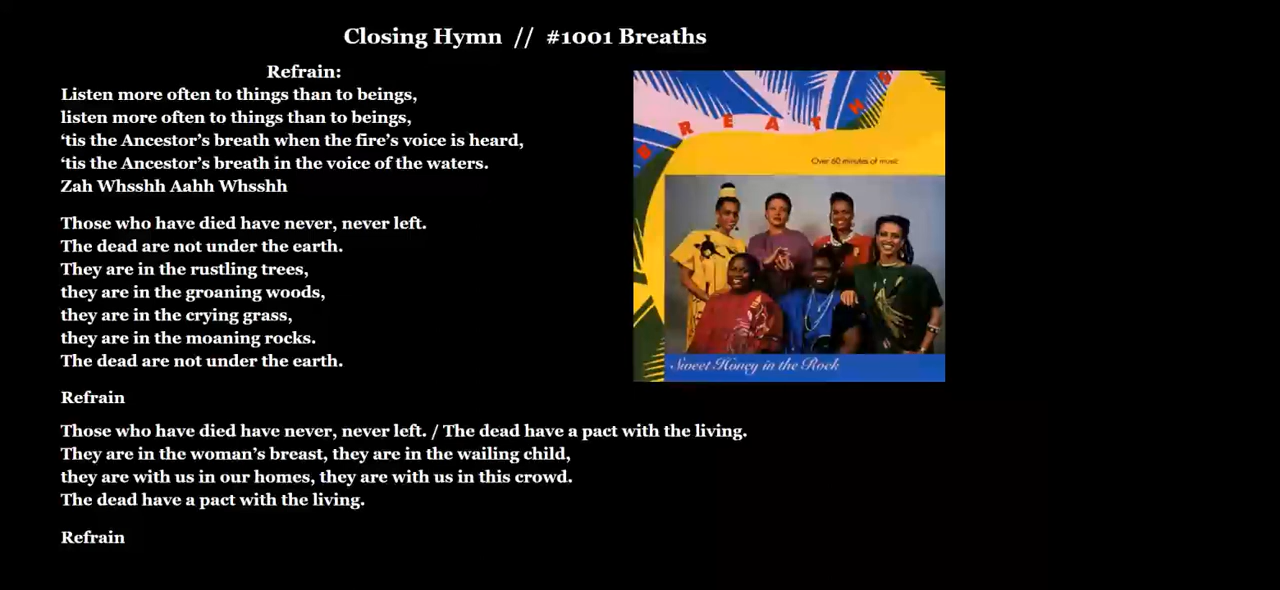 Closing Hymn // #1001 Breaths
Refrain:
Listen more often to things than to beings,
listen more often to things than to beings,
‘tis the Ancestor’s breath when the fire’s voice is heard,
‘tis the Ancestor’s breath in the voice of the waters.
Zah Whsshh Aahh Whsshh
Those who have died have never, never left.
The dead are not under the earth.
They are in the rustling trees,
they are in the groaning woods,
they are in the crying grass,
they are in the moaning rocks.
The dead are not under the earth.
Refrain
Those who have died have never, never left. / The dead have a pact with the living.
They are in the woman’s breast, they are in the wailing child,
they are with us in our homes, they are with us in this crowd.
The dead have a pact with the living.
Refrain
BREATHS
Over 60 minutes of music
Sweet Honey in the Rock